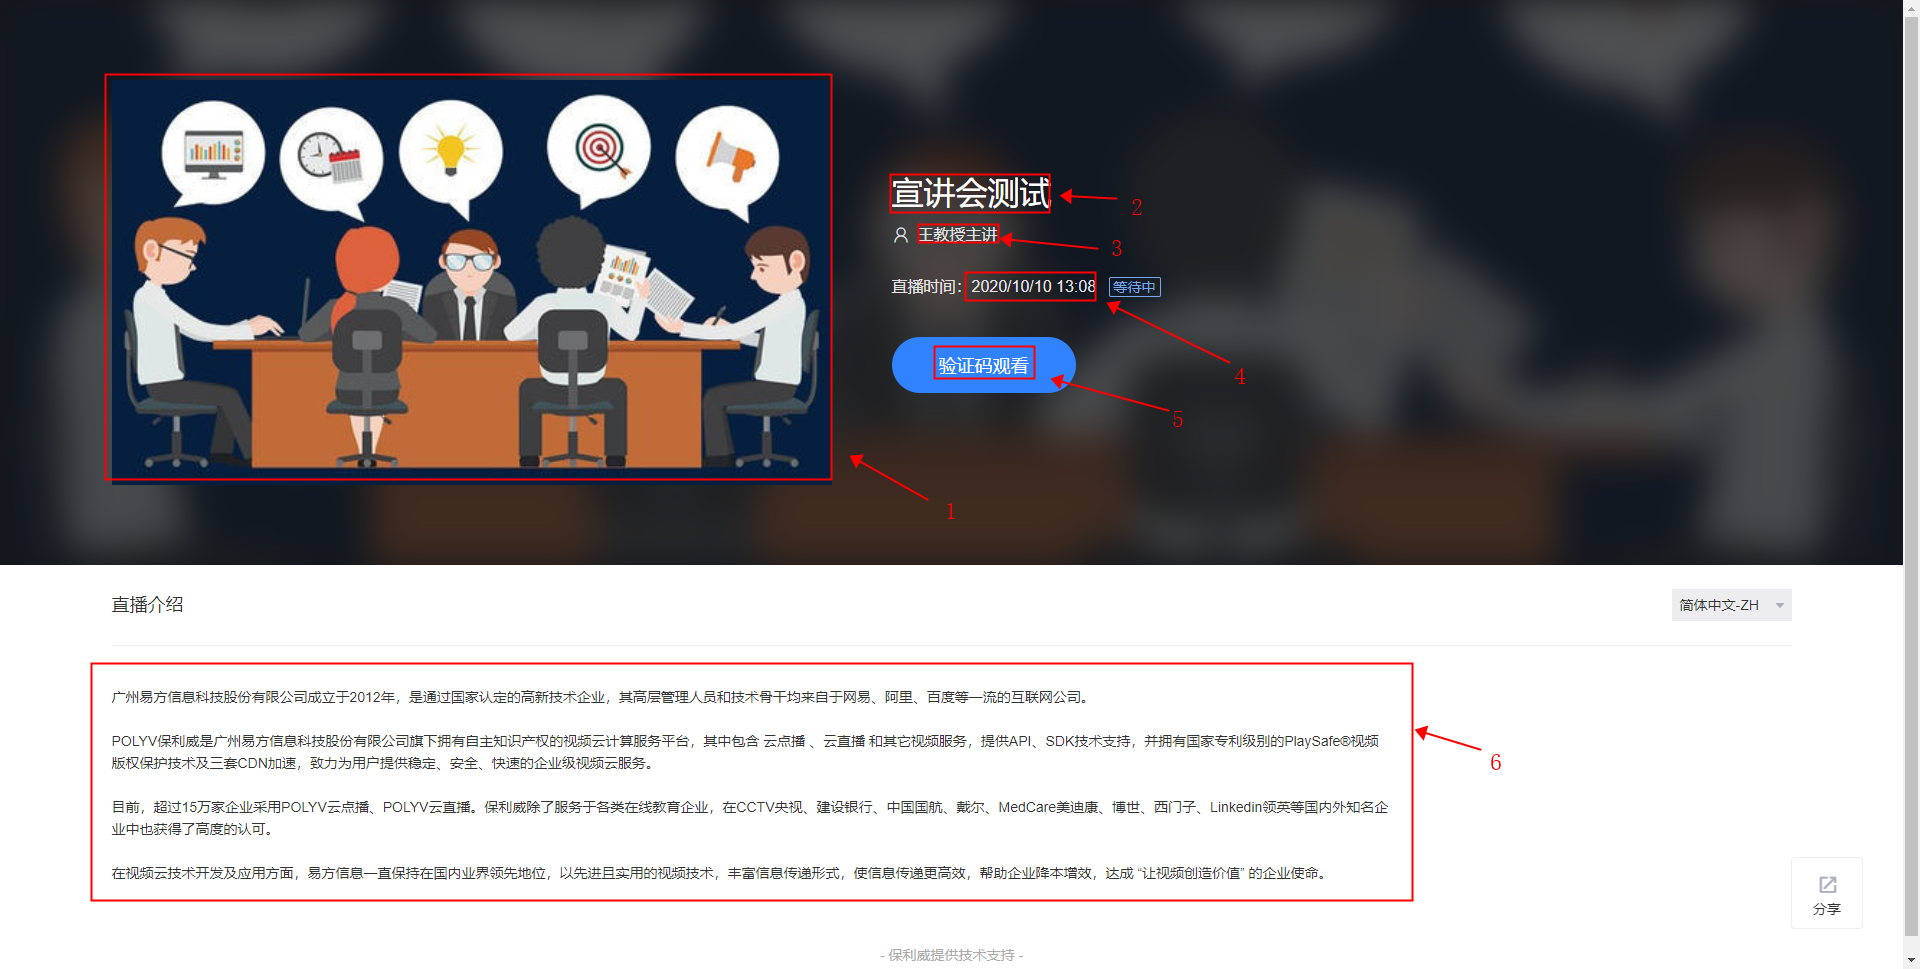 宣讲会测试
2
王教授主讲
3
直播时间：2020/10/10 13:08 等待中
4
验证码观看
5
1
直播介绍
简体中文-ZH
广州易方信息科技股份有限公司成立于2012年，是通过国家认定的高新技术企业，其高层管理人员和技术骨干均来自于网易、阿里、百度等一流的互联网公司。
POLYV保利威是广州易方信息科技股份有限公司旗下拥有自主知识产权的视频云计算服务平台，其中包含 云点播 、云直播 和其它视频服务，提供API、SDK技术支持，并拥有国家专利级别的PlaySafe®视频
版权保护技术及三套CDN加速，致力为用户提供稳定、安全、快速的企业级视频云服务。
6
目前，超过15万家企业采用POLYV云点播、POLYV云直播。保利威除了服务于各类在线教育企业，在CCTV央视、建设银行、中国国航、戴尔、MedCare美迪康、博世、西门子、Linkedin领英等国内外知名企
业中也获得了高度的认可。
在视频云技术开发及应用方面，易方信息一直保持在国内业界领先地位，以先进且实用的视频技术，丰富信息传递形式，使信息传递更高效，帮助企业降本增效，达成 “让视频创造价值” 的企业使命。
分享
- 保利威提供技术支持 -